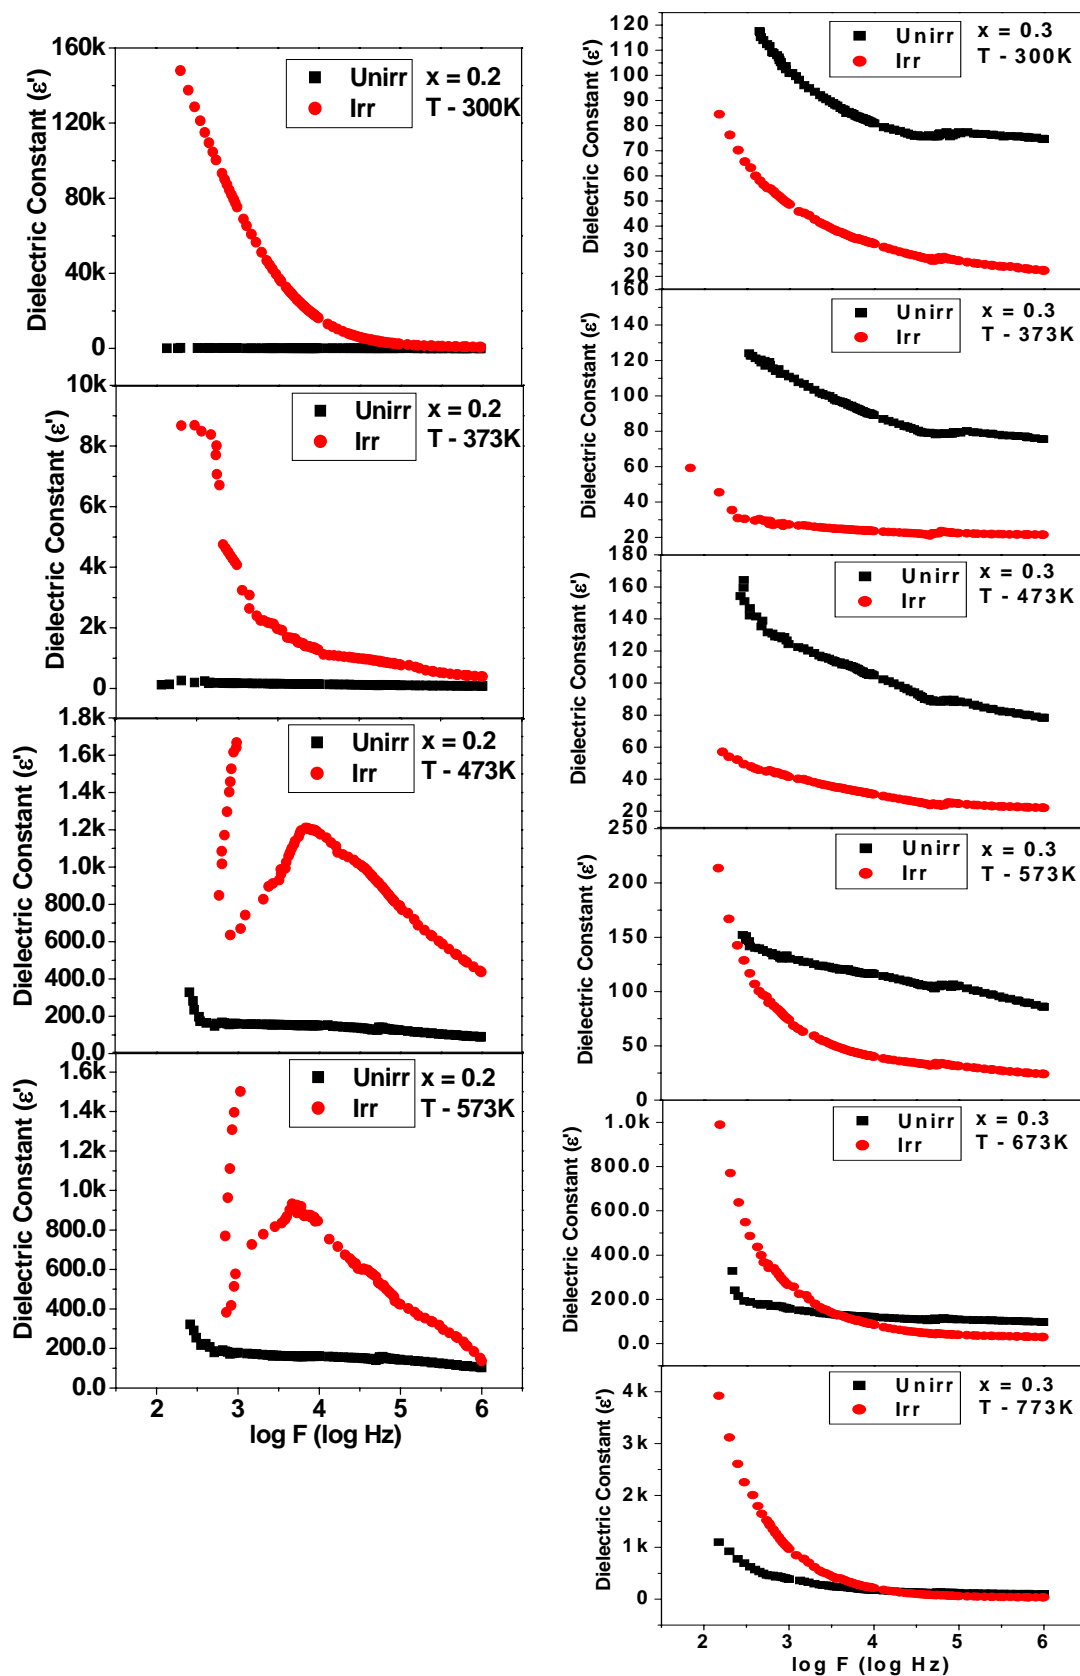 160k
120k
80k
40k
0
Dielectric Constant (ε')
Unirr
Irr
x = 0.2
T - 300K
10k
8k
6k
4k
2k
0
Dielectric Constant (ε')
Unirr
Irr
x = 0.2
T - 373K
1.8k
1.6k
1.4k
1.2k
1.0k
800.0
600.0
400.0
200.0
0.0
Dielectric Constant (ε')
Unirr
Irr
x = 0.2
T - 473K
1.6k
1.4k
1.2k
1.0k
800.0
600.0
400.0
200.0
0.0
Dielectric Constant (ε')
Unirr
Irr
x = 0.2
T - 573K
2 3 4 5 6
log F (log Hz)
120
110
100
90
80
70
60
50
40
30
20
Dielectric Constant (ε')
Unirr
Irr
x = 0.3
T - 300K
160
140
120
100
80
60
40
20
Dielectric Constant (ε')
Unirr
Irr
x = 0.3
T - 373K
180
160
140
120
100
80
60
40
20
Dielectric Constant (ε')
Unirr
Irr
x = 0.3
T - 473K
250
200
150
100
50
0
Dielectric Constant (ε')
Unirr
Irr
x = 0.3
T - 573K
1.0k
800.0
600.0
400.0
200.0
0.0
Dielectric Constant (ε')
Unirr
Irr
x = 0.3
T - 673K
4k
3k
2k
1k
0
Dielectric Constant (ε')
Unirr
Irr
x = 0.3
T - 773K
2 3 4 5 6
log F (log Hz)